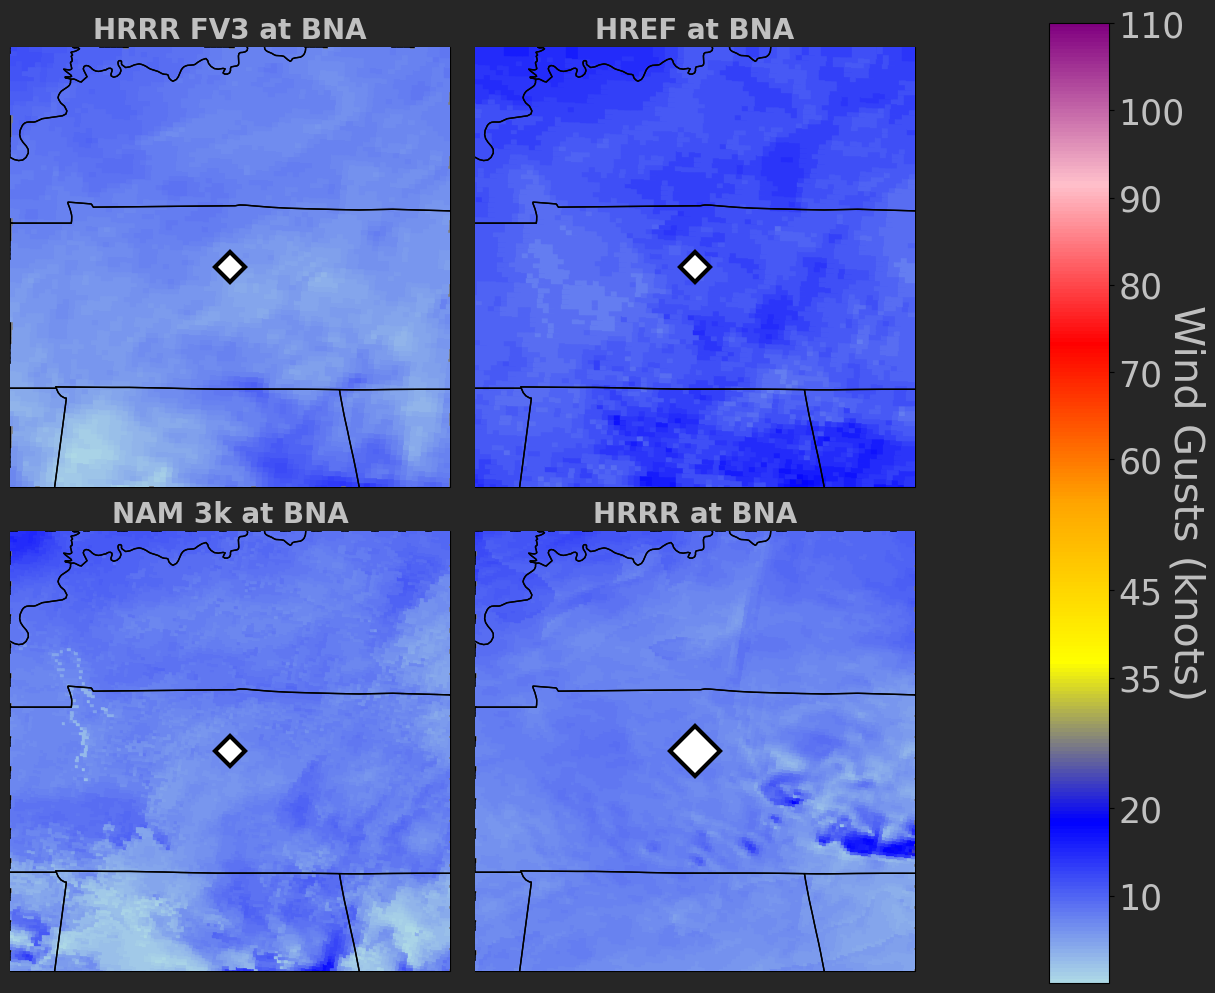 HRRR FV3 at BNA
HREF at BNA
NAM 3k at BNA
HRRR at BNA
110
100
90
80
70
60
45
35
20
10
Wind Gusts (knots)